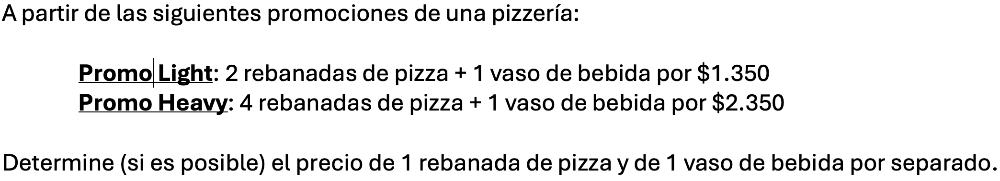 A partir de las siguientes promociones de una pizzería:
Promo Light: 2 rebanadas de pizza + 1 vaso de bebida por $1.350
Promo Heavy: 4 rebanadas de pizza + 1 vaso de bebida por $2.350
Determine (si es posible) el precio de 1 rebanada de pizza y de 1 vaso de bebida por separado.